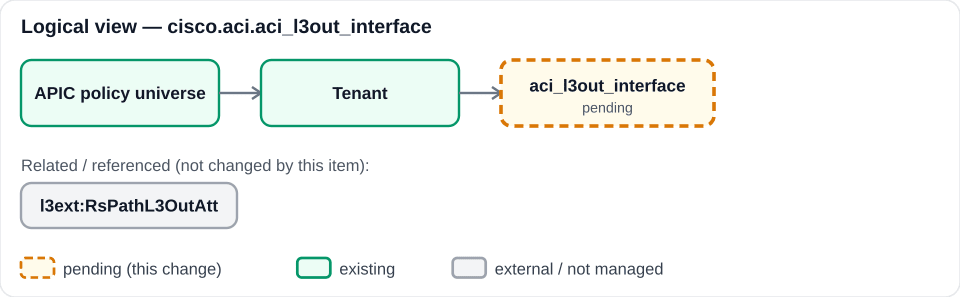 Logical view — cisco.aci.aci_l3out_interface
APIC policy universe
Tenant
aci_l3out_interface
pending
Related / referenced (not changed by this item):
l3ext:RsPathL3OutAtt
pending (this change)
existing
external / not managed